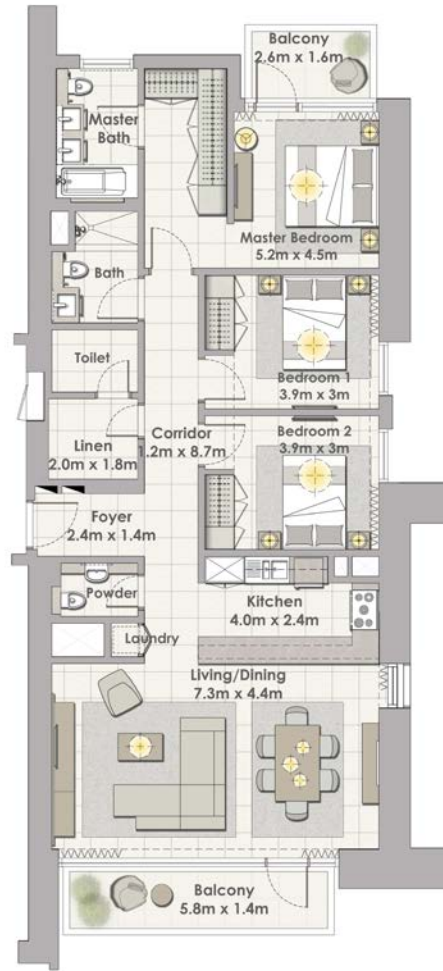 Balcony
2.6m x 1.6m
Master
Bath
Master Bedroom
5.2m x 4.5m
Bath
Toilet
Bedroom 1
3.9m x 3m
Corridor
1.2m x 8.7m
Bedroom 2
3.9m x 3m
Linen
2.0m x 1.8m
Foyer
2.4m x 1.4m
Powder
Kitchen
4.0m x 2.4m
Laundry
Living/Dining
7.3m x 4.4m
Balcony
5.8m x 1.4m